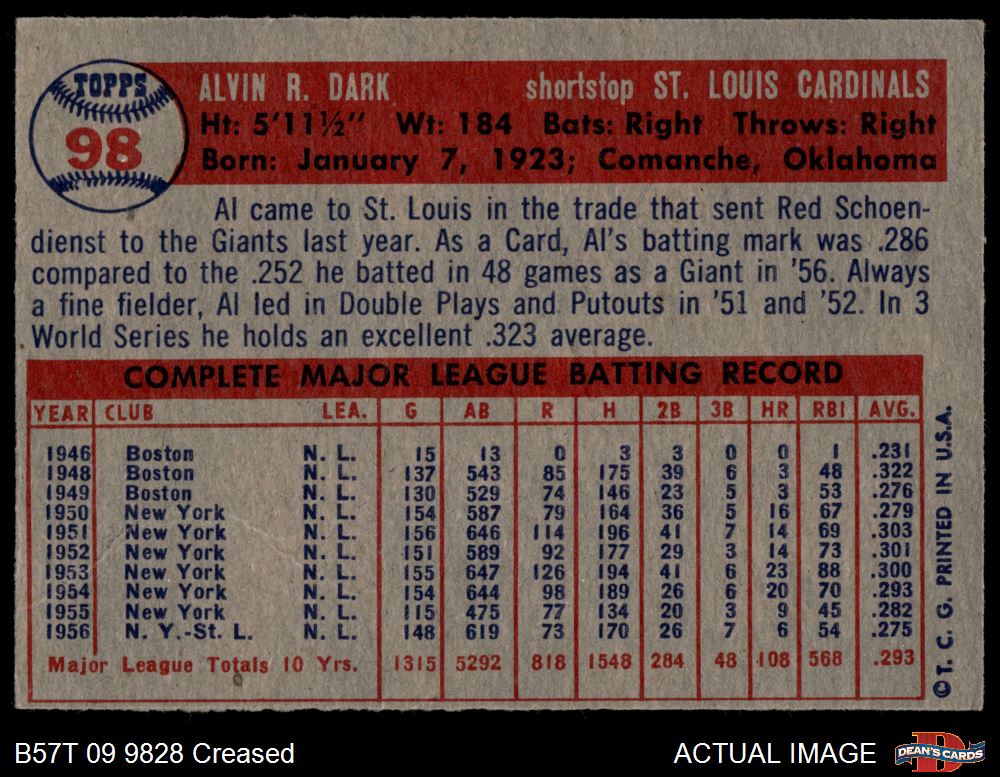 TOPPS
98
ALVIN R. DARK shortstop ST. LOUIS CARDINALS
Ht: 5'11½" Wt: 184 Bats: Right Throws: Right
Born: January 7, 1923; Comanche, Oklahoma
Al came to St. Louis in the trade that sent Red Schoen-
dienst to the Giants last year. As a Card, Al's batting mark was .286
compared to the .252 he batted in 48 games as a Giant in '56. Always
a fine fielder, Al led in Double Plays and Putouts in '51 and '52. In 3
World Series he holds an excellent .323 average.
COMPLETE MAJOR LEAGUE BATTING RECORD
YEAR CLUB LEA. G AB R H 2B 3B HR RBI AVG.
1946 Boston N. L. 15 13 0 3 3 0 0 1 .231
1948 Boston N. L. 137 543 85 175 39 6 3 48 .322
1949 Boston N. L. 130 529 74 146 23 5 3 53 .276
1950 New York N. L. 154 587 79 164 36 5 16 67 .279
1951 New York N. L. 156 646 114 196 41 7 14 69 .303
1952 New York N. L. 151 589 92 177 29 3 14 73 .301
1953 New York N. L. 155 647 126 194 41 6 23 88 .300
1954 New York N. L. 154 644 98 189 26 6 20 70 .293
1955 New York N. L. 115 475 77 134 20 3 9 45 .282
1956 N. Y.-St. L. N. L. 148 619 73 170 26 7 6 54 .275
Major League Totals 10 Yrs. 1315 5292 818 1548 284 48 108 568 .293
© T. C. G. PRINTED IN U.S.A.
B57T 09 9828 Creased
ACTUAL IMAGE
DEAN'S CARDS